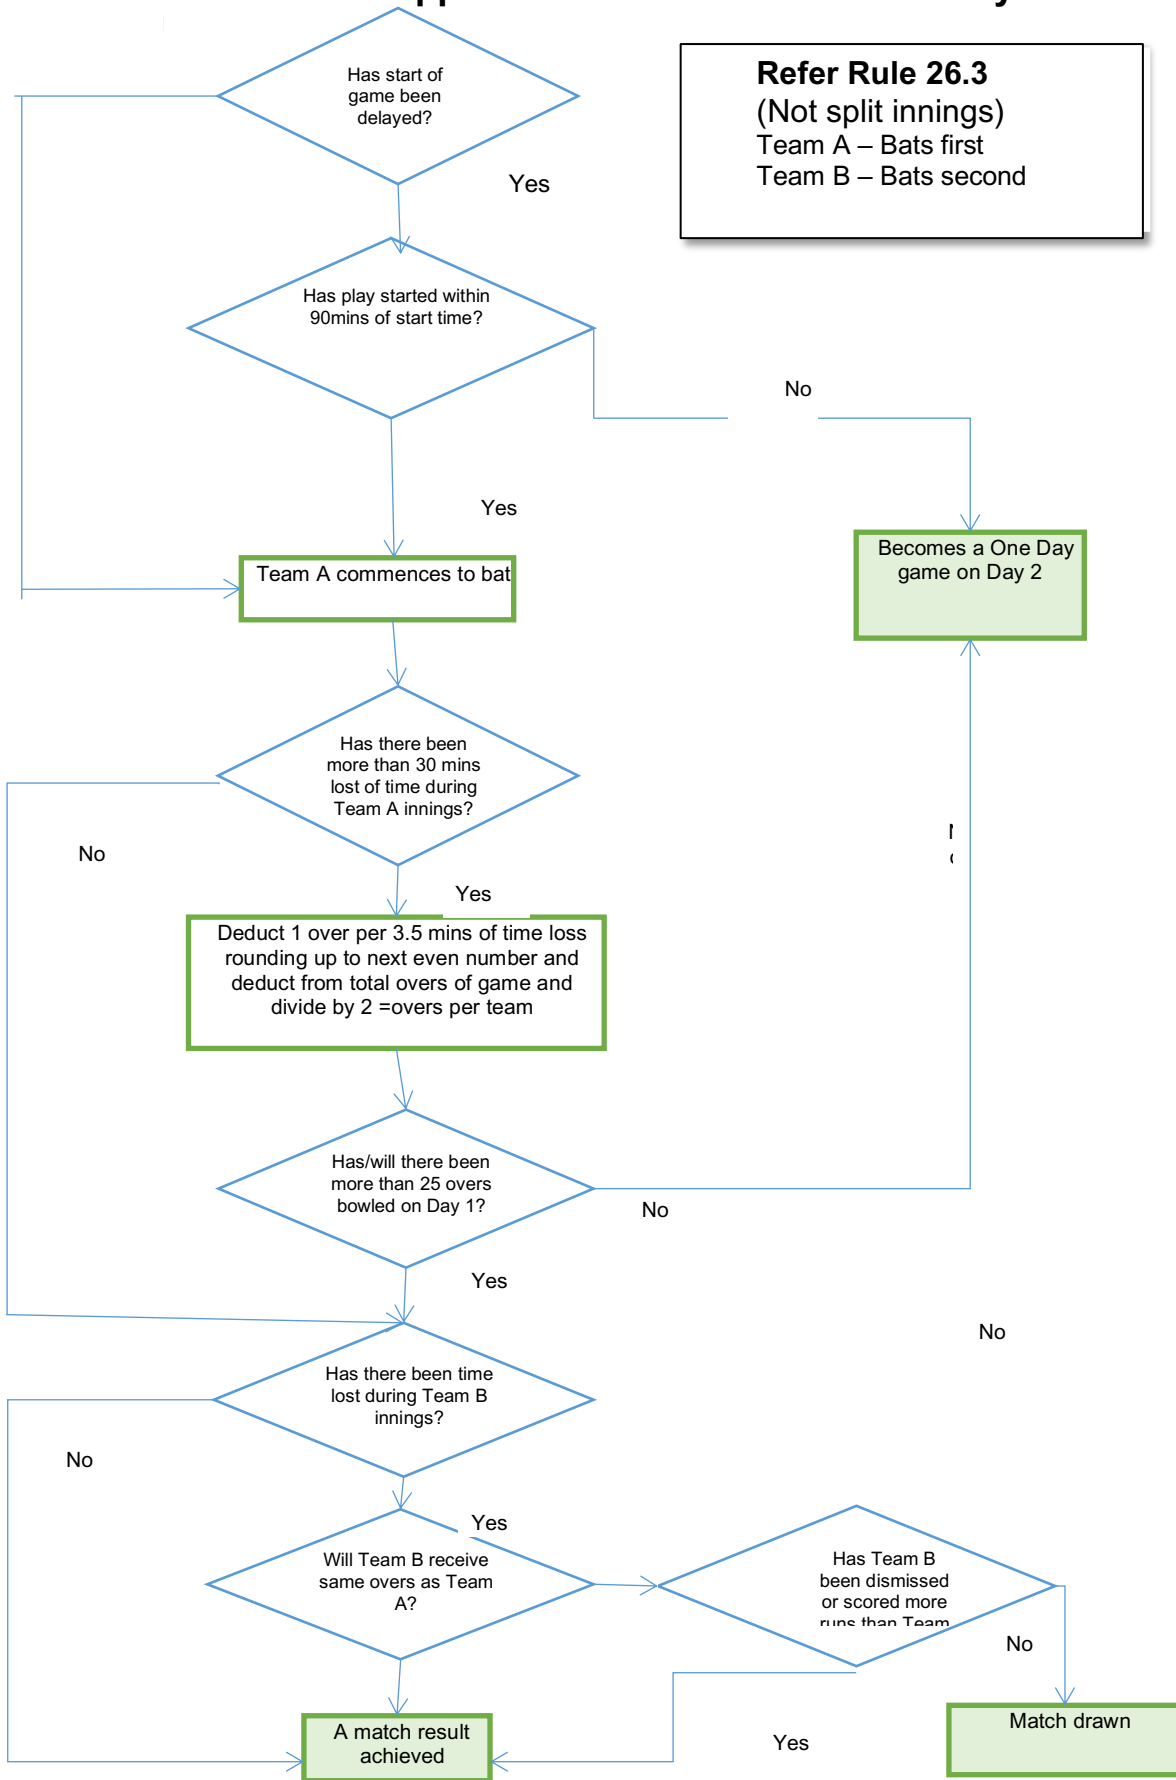 Has start of
game been
delayed?
Refer Rule 26.3
(Not split innings)
Team A – Bats first
Team B – Bats second
Yes
Has play started within
90mins of start time?
No
Yes
Team A commences to bat
Becomes a One Day
game on Day 2
Has there been
more than 30 mins
lost of time during
Team A innings?
No
Yes
Deduct 1 over per 3.5 mins of time loss
rounding up to next even number and
deduct from total overs of game and
divide by 2 =overs per team
Has/will there been
more than 25 overs
bowled on Day 1?
No
Yes
No
Has there been time
lost during Team B
innings?
No
Yes
Will Team B receive
same overs as Team
A?
Has Team B
been dismissed
or scored more
runs than Team
No
A match result
achieved
Yes
Match drawn